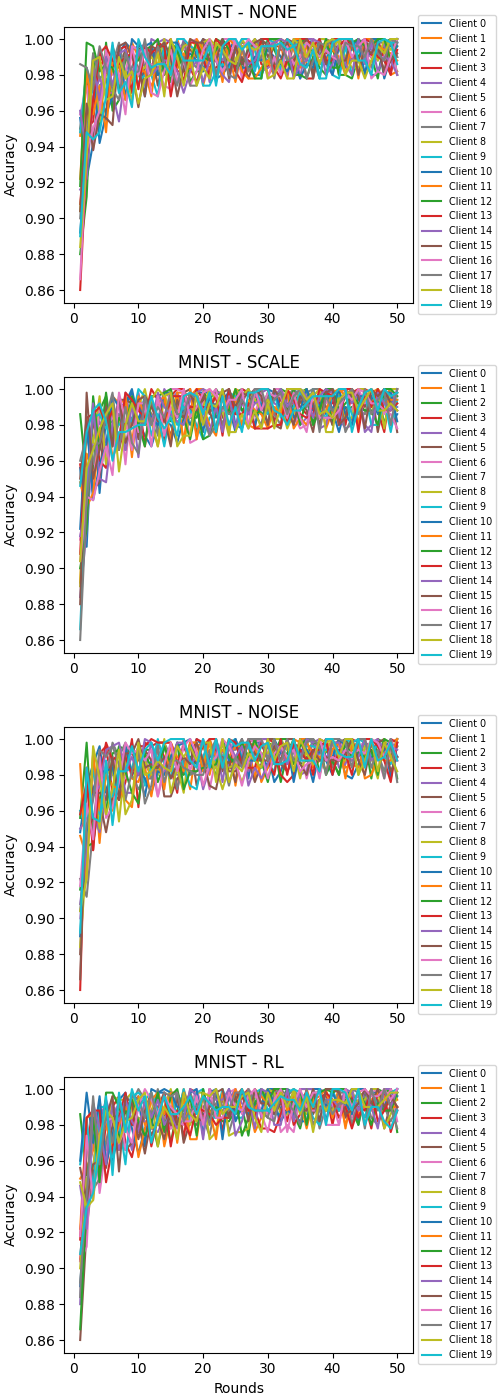 MNIST - NONE
Accuracy
1.00
0.98
0.96
0.94
0.92
0.90
0.88
0.86
0
10
20
30
40
50
Rounds
Client 0
Client 1
Client 2
Client 3
Client 4
Client 5
Client 6
Client 7
Client 8
Client 9
Client 10
Client 11
Client 12
Client 13
Client 14
Client 15
Client 16
Client 17
Client 18
Client 19
MNIST - SCALE
Accuracy
1.00
0.98
0.96
0.94
0.92
0.90
0.88
0.86
0
10
20
30
40
50
Rounds
Client 0
Client 1
Client 2
Client 3
Client 4
Client 5
Client 6
Client 7
Client 8
Client 9
Client 10
Client 11
Client 12
Client 13
Client 14
Client 15
Client 16
Client 17
Client 18
Client 19
MNIST - NOISE
Accuracy
1.00
0.98
0.96
0.94
0.92
0.90
0.88
0.86
0
10
20
30
40
50
Rounds
Client 0
Client 1
Client 2
Client 3
Client 4
Client 5
Client 6
Client 7
Client 8
Client 9
Client 10
Client 11
Client 12
Client 13
Client 14
Client 15
Client 16
Client 17
Client 18
Client 19
MNIST - RL
Accuracy
1.00
0.98
0.96
0.94
0.92
0.90
0.88
0.86
0
10
20
30
40
50
Rounds
Client 0
Client 1
Client 2
Client 3
Client 4
Client 5
Client 6
Client 7
Client 8
Client 9
Client 10
Client 11
Client 12
Client 13
Client 14
Client 15
Client 16
Client 17
Client 18
Client 19